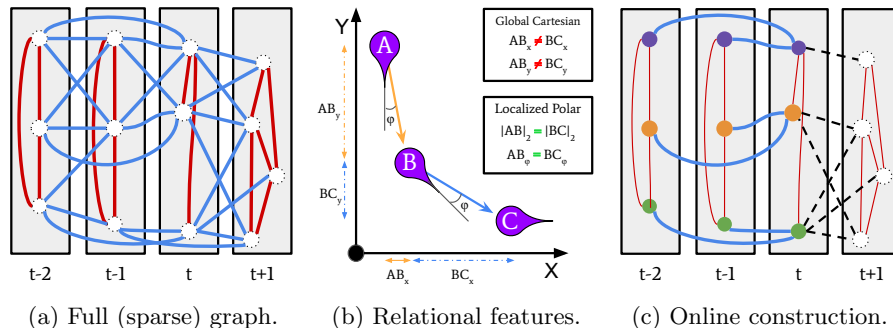 t-2
t-1
t
t+1
(a) Full (sparse) graph.
Y
A
AB_y
φ
B
BC_y
φ
C
X
AB_x
BC_x
Global Cartesian
AB_x ≠ BC_x
AB_y ≠ BC_y
Localized Polar
|AB|_2 = |BC|_2
AB_φ = BC_φ
(b) Relational features.
t-2
t-1
t
t+1
(c) Online construction.